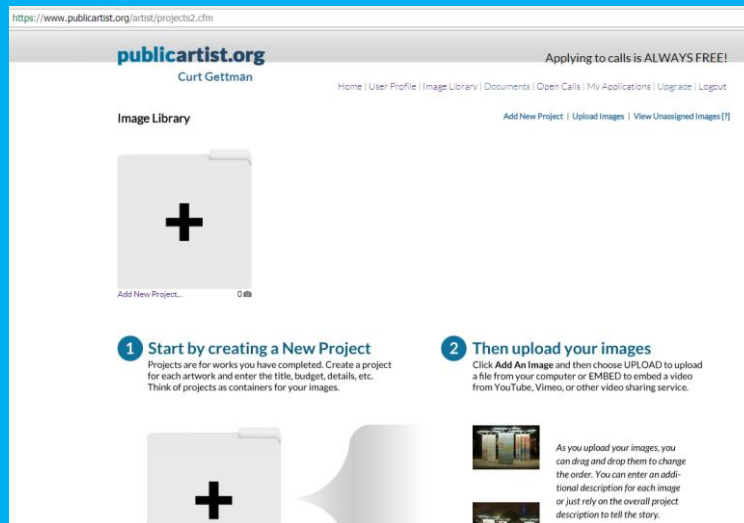 https://www.publicartist.org/artist/projects2.cfm
publicartist.org
Applying to calls is ALWAYS FREE!
Curt Gettman
Home | User Profile | Image Library | Documents | Open Calls | My Applications | Upgrade | Logout
Image Library
Add New Project | Upload Images | View Unassigned Images [?]
Add New Project...
0
1 Start by creating a New Project
Projects are for works you have completed. Create a project
for each artwork and enter the title, budget, details, etc.
Think of projects as containers for your images.
2 Then upload your images
Click Add An Image and then choose UPLOAD to upload
a file from your computer or EMBED to embed a video
from YouTube, Vimeo, or other video sharing service.
As you upload your images, you
can drag and drop them to change
the order. You can enter an addi-
tional description for each image
or just rely on the overall project
description to tell the story.